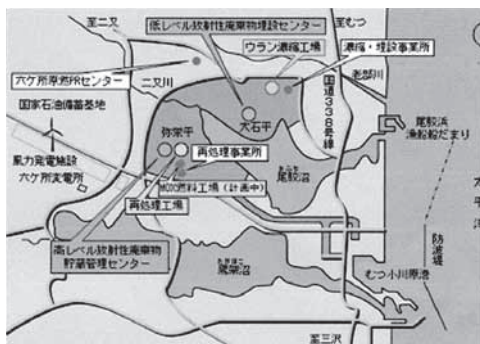 至二又
低レベル放射性廃棄物埋設センター
至むつ
ウラン濃縮工場
濃縮・埋設事業所
六ケ所原燃PRセンター
二又川
老部川
国道338号線
国家石油備蓄基地
大石平
尾駮浜
漁船船だまり
弥栄平
再処理事業所
尾駮沼
風力発電施設
六ケ所変電所
MOX燃料工場(計画中)
再処理工場
太平洋
防波堤
高レベル放射性廃棄物
貯蔵管理センター
鷹架沼
むつ小川原港
至三沢